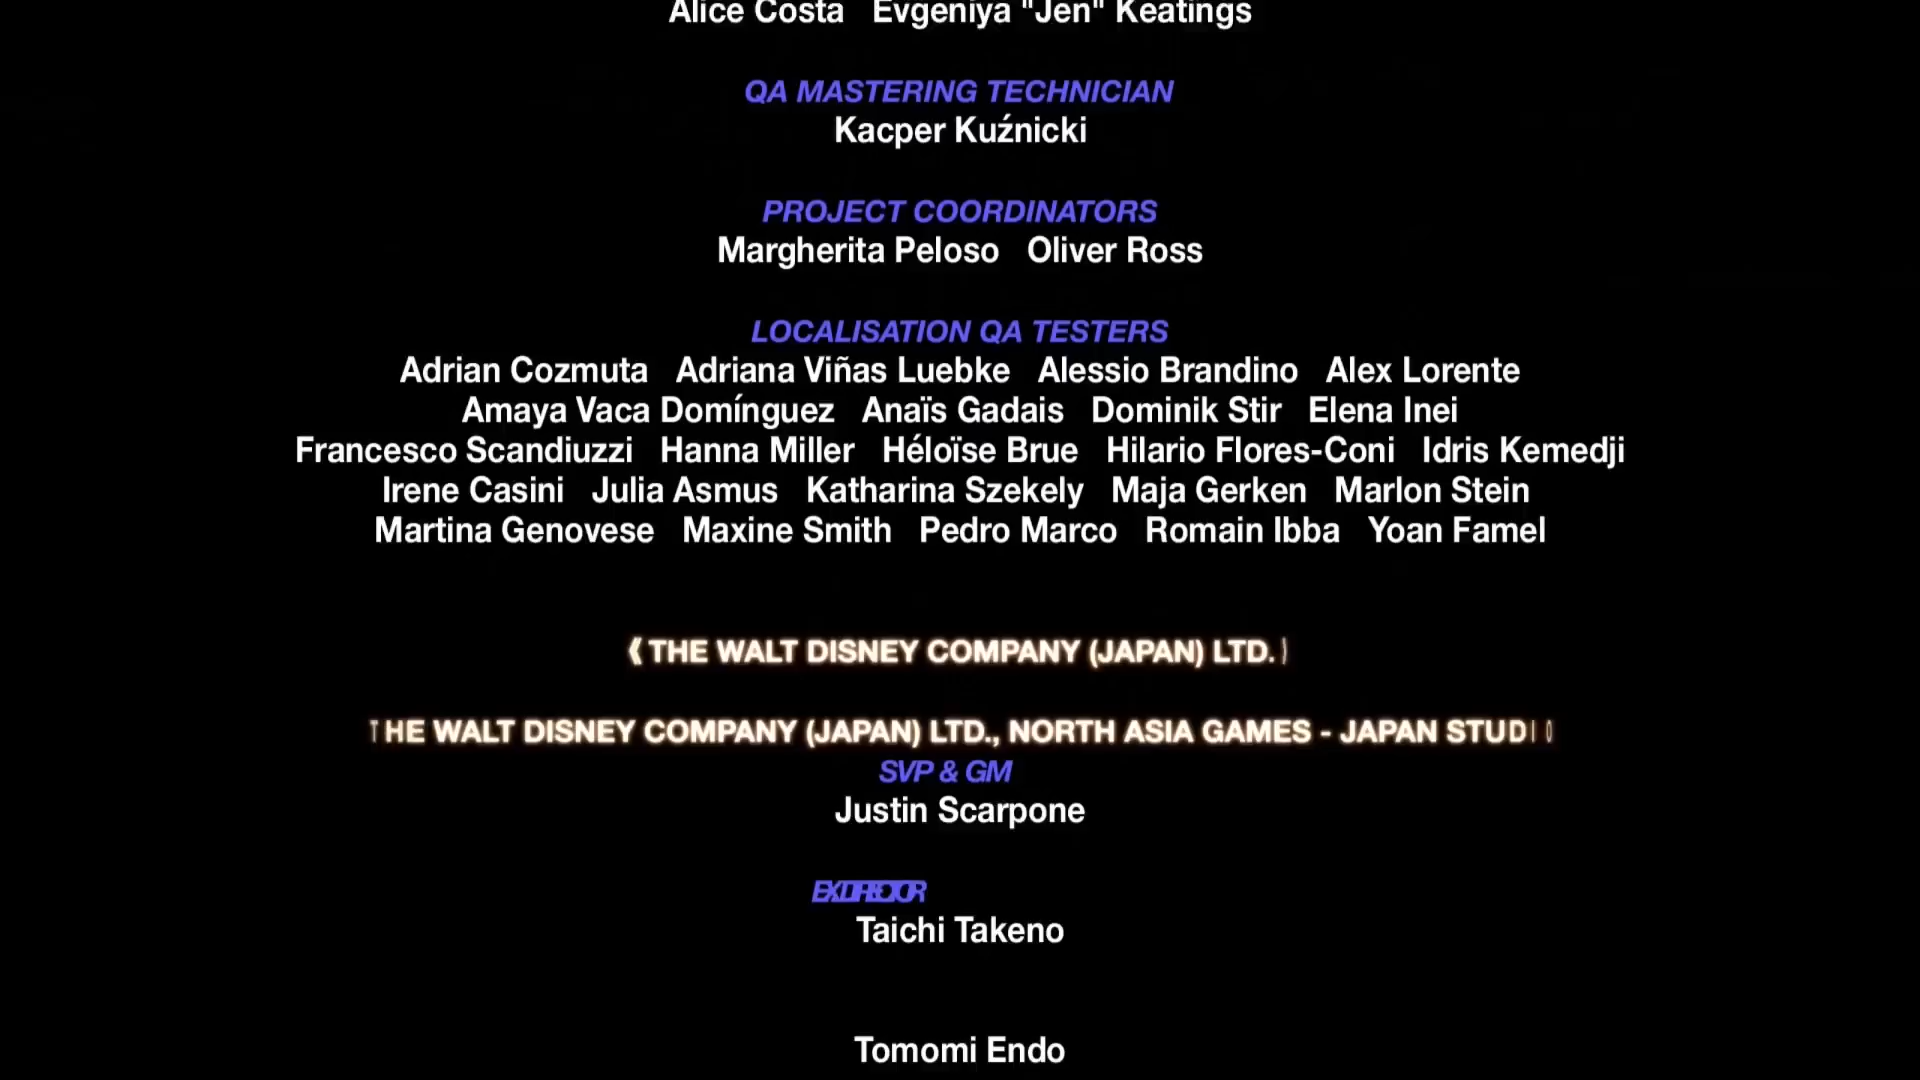 Alice Costa   Evgeniya "Jen" Keatings
QA MASTERING TECHNICIAN
Kacper Kuźnicki
PROJECT COORDINATORS
Margherita Peloso   Oliver Ross
LOCALISATION QA TESTERS
Adrian Cozmuta   Adriana Viñas Luebke   Alessio Brandino   Alex Lorente
Amaya Vaca Domínguez   Anaïs Gadais   Dominik Stir   Elena Inei
Francesco Scandiuzzi   Hanna Miller   Héloïse Brue   Hilario Flores-Coni   Idris Kemedji
Irene Casini   Julia Asmus   Katharina Szekely   Maja Gerken   Marlon Stein
Martina Genovese   Maxine Smith   Pedro Marco   Romain Ibba   Yoan Famel
《 THE WALT DISNEY COMPANY (JAPAN) LTD. 》
THE WALT DISNEY COMPANY (JAPAN) LTD., NORTH ASIA GAMES - JAPAN STUDIO
SVP & GM
Justin Scarpone
Taichi Takeno
Tomomi Endo